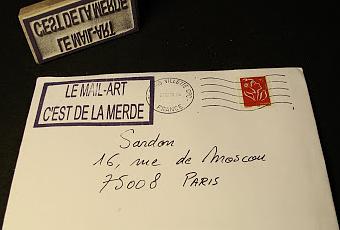 C'EST DE LA MERDE
LE MAIL-ART
LE MAIL-ART
C'EST DE LA MERDE
VILLETTE
FRANCE
Sardon
16, rue de Moscou
75008 PARIS